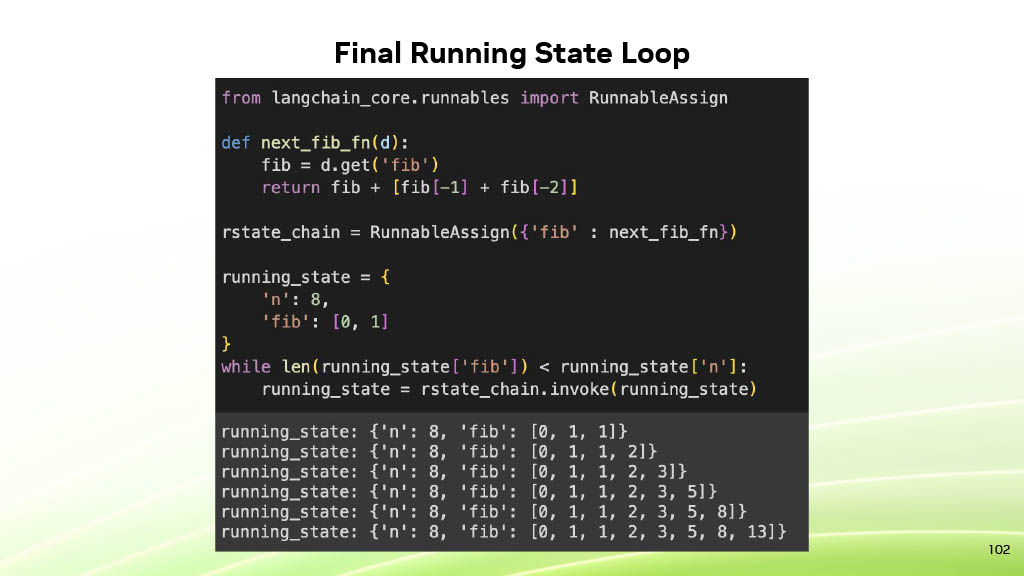 Final Running State Loop
from langchain_core.runnables import RunnableAssign
def next_fib_fn(d):
    fib = d.get('fib')
    return fib + [fib[-1] + fib[-2]]
rstate_chain = RunnableAssign({'fib' : next_fib_fn})
running_state = {
    'n': 8,
    'fib': [0, 1]
}
while len(running_state['fib']) < running_state['n']:
    running_state = rstate_chain.invoke(running_state)
running_state: {'n': 8, 'fib': [0, 1, 1]}
running_state: {'n': 8, 'fib': [0, 1, 1, 2]}
running_state: {'n': 8, 'fib': [0, 1, 1, 2, 3]}
running_state: {'n': 8, 'fib': [0, 1, 1, 2, 3, 5]}
running_state: {'n': 8, 'fib': [0, 1, 1, 2, 3, 5, 8]}
running_state: {'n': 8, 'fib': [0, 1, 1, 2, 3, 5, 8, 13]}
102